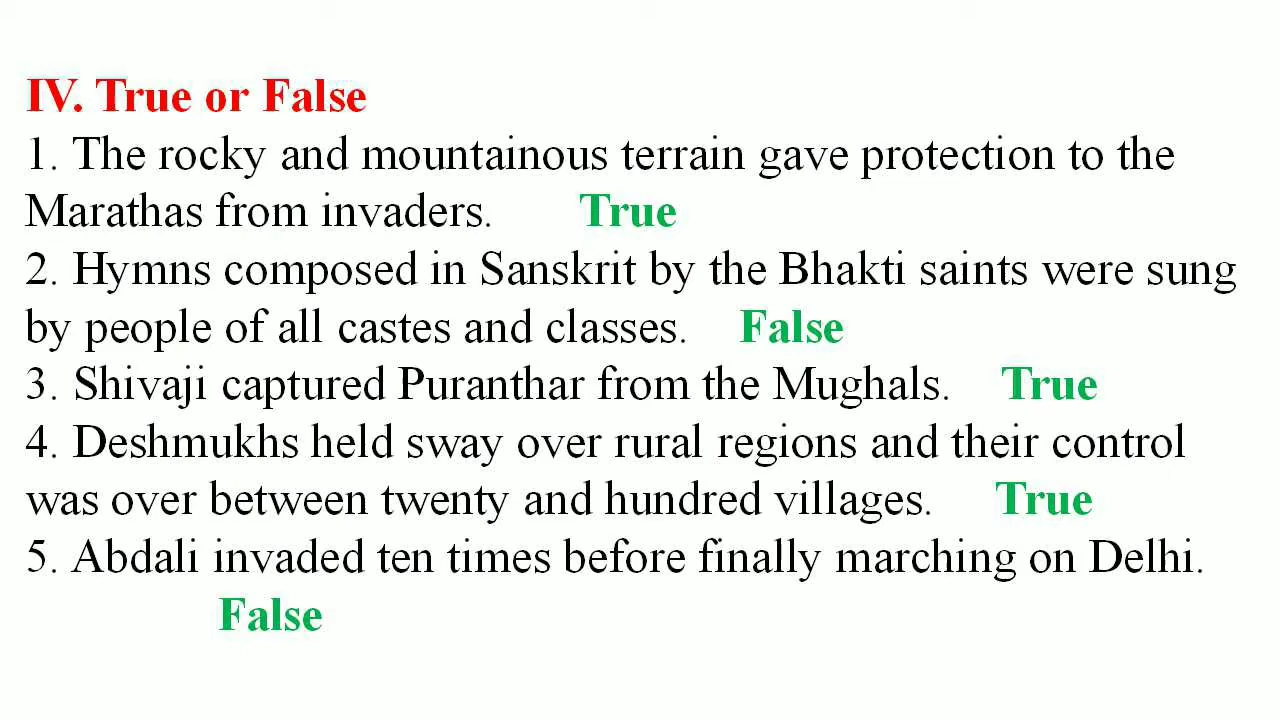 IV. True or False
1. The rocky and mountainous terrain gave protection to the
Marathas from invaders. True
2. Hymns composed in Sanskrit by the Bhakti saints were sung
by people of all castes and classes. False
3. Shivaji captured Puranthar from the Mughals. True
4. Deshmukhs held sway over rural regions and their control
was over between twenty and hundred villages. True
5. Abdali invaded ten times before finally marching on Delhi.
False